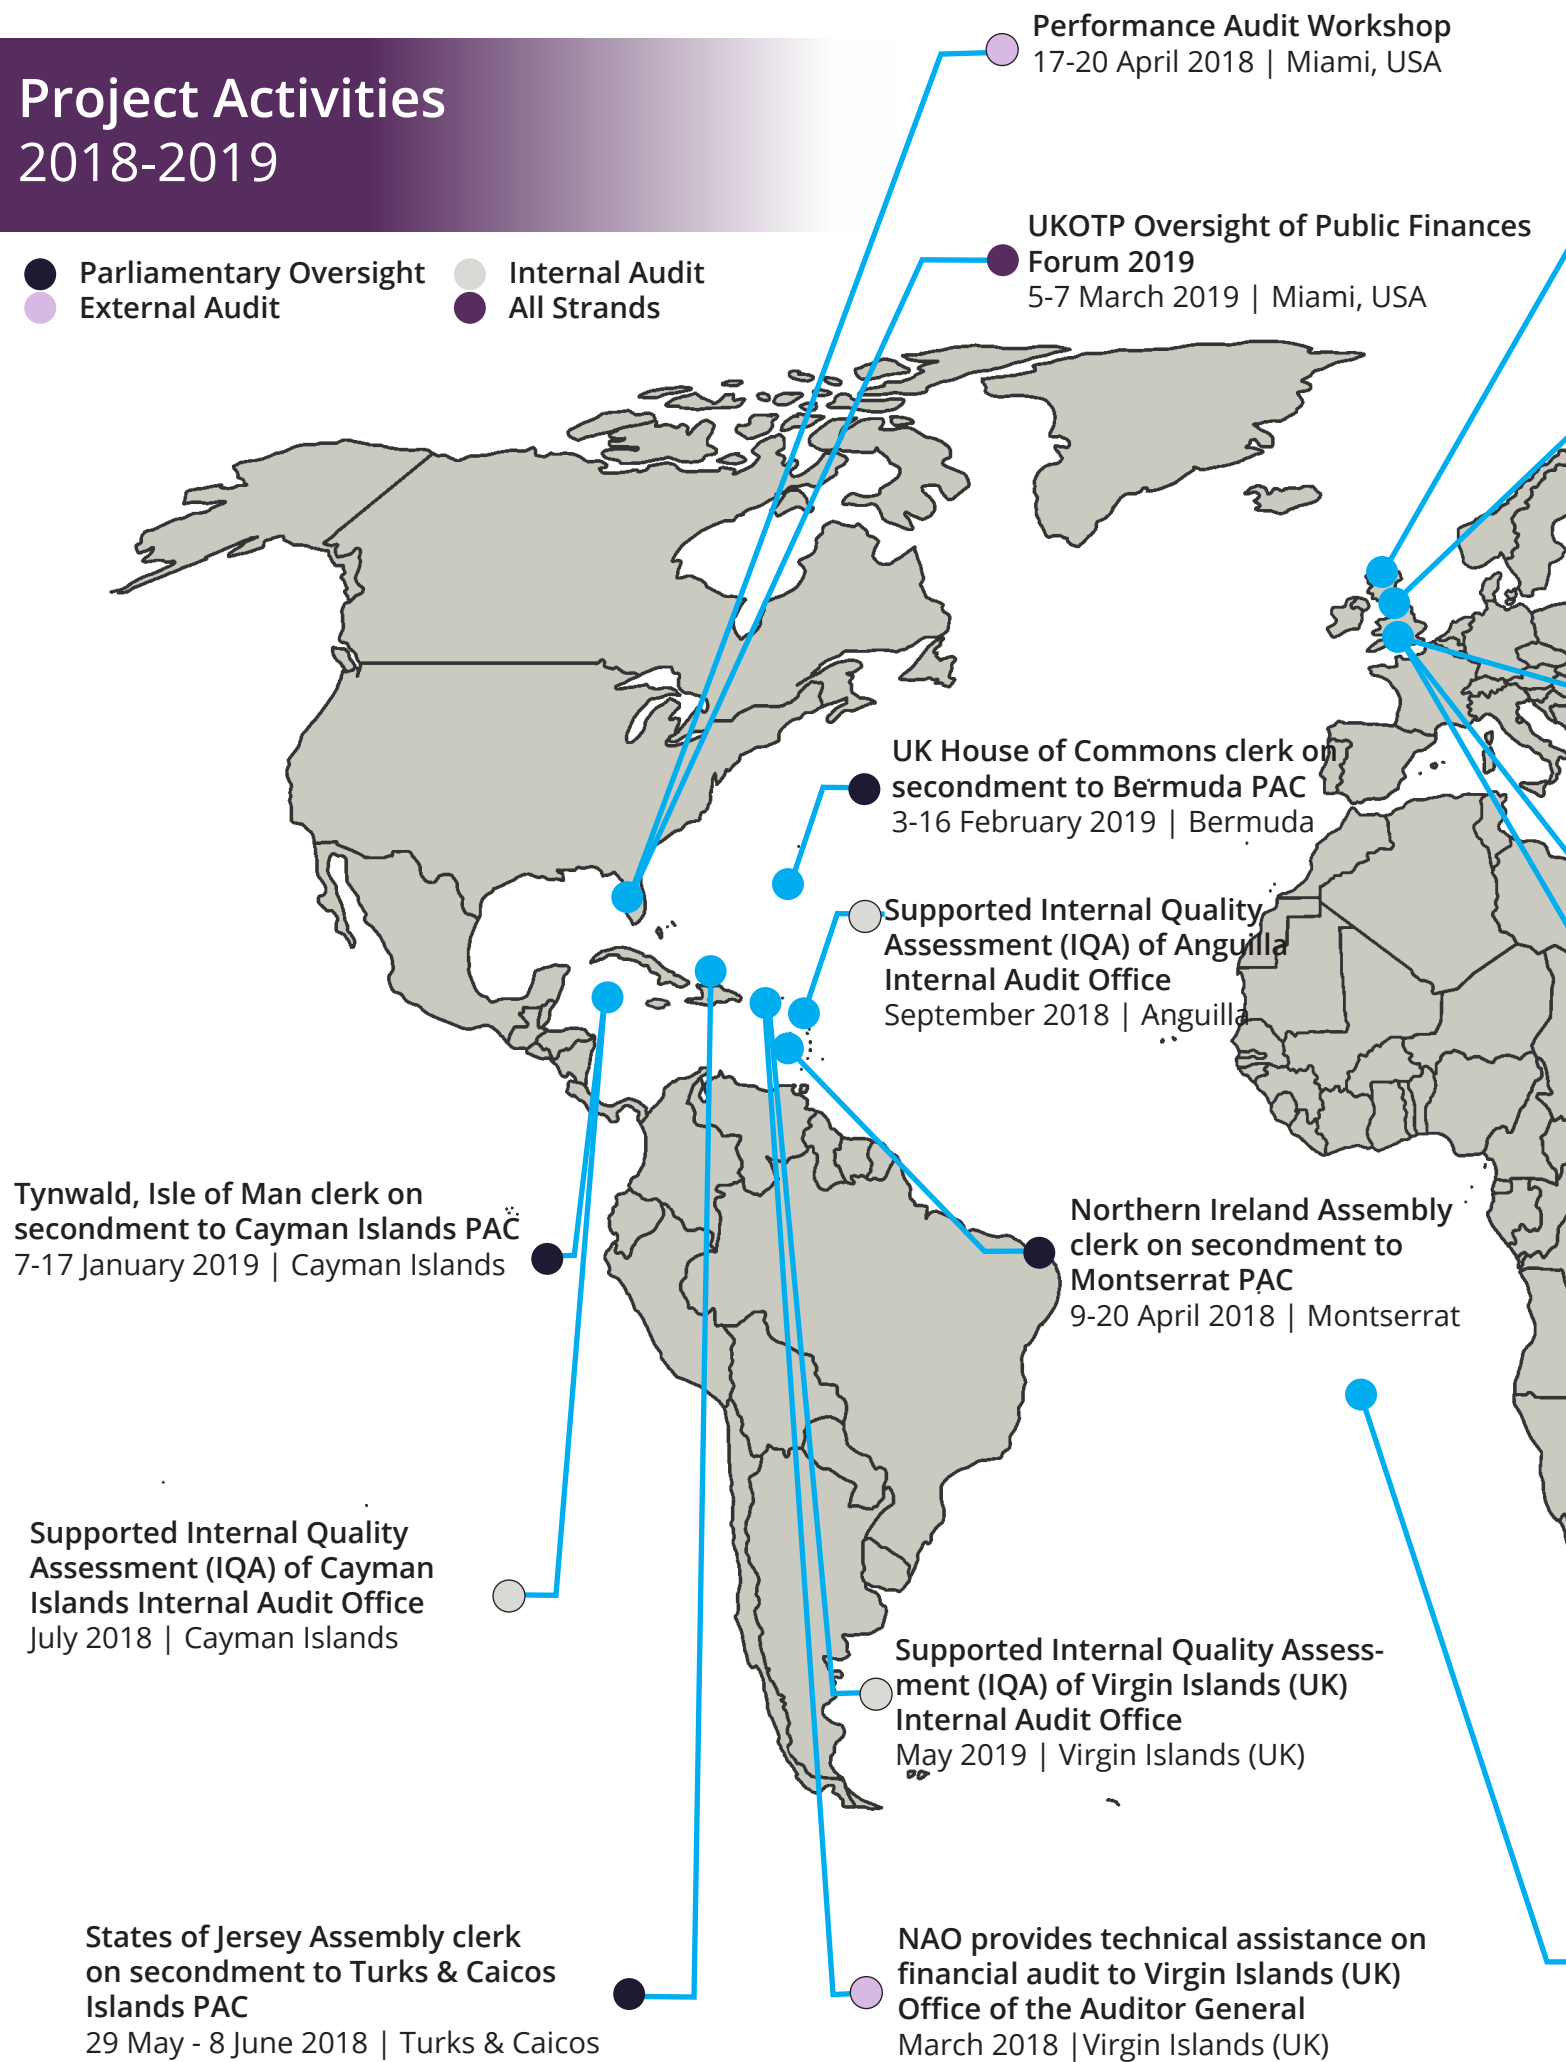 Project Activities
2018-2019
Parliamentary Oversight
External Audit
Internal Audit
All Strands
Performance Audit Workshop
17-20 April 2018 | Miami, USA
UKOTP Oversight of Public Finances
Forum 2019
5-7 March 2019 | Miami, USA
UK House of Commons clerk on
secondment to Bermuda PAC
3-16 February 2019 | Bermuda
Supported Internal Quality
Assessment (IQA) of Anguilla
Internal Audit Office
September 2018 | Anguilla
Tynwald, Isle of Man clerk on
secondment to Cayman Islands PAC
7-17 January 2019 | Cayman Islands
Northern Ireland Assembly
clerk on secondment to
Montserrat PAC
9-20 April 2018 | Montserrat
Supported Internal Quality
Assessment (IQA) of Cayman
Islands Internal Audit Office
July 2018 | Cayman Islands
Supported Internal Quality Assess-
ment (IQA) of Virgin Islands (UK)
Internal Audit Office
May 2019 | Virgin Islands (UK)
States of Jersey Assembly clerk
on secondment to Turks & Caicos
Islands PAC
29 May - 8 June 2018 | Turks & Caicos
NAO provides technical assistance on
financial audit to Virgin Islands (UK)
Office of the Auditor General
March 2018 |Virgin Islands (UK)